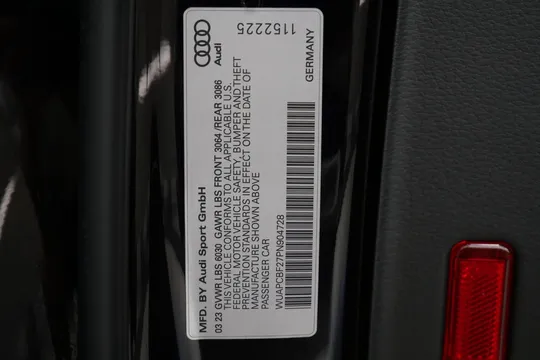 MFD. BY Audi Sport GmbH
Audi
1152225
03 23 GVWR LBS 6030 GAWR LBS FRONT 3064 /REAR 3086
THIS VEHICLE CONFORMS TO ALL APPLICABLE U.S.
FEDERAL MOTOR VEHICLE SAFETY, BUMPER AND THEFT
PREVENTION STANDARDS IN EFFECT ON THE DATE OF
MANUFACTURE SHOWN ABOVE
PASSENGER CAR
GERMANY
WUAPCBF27PN904728